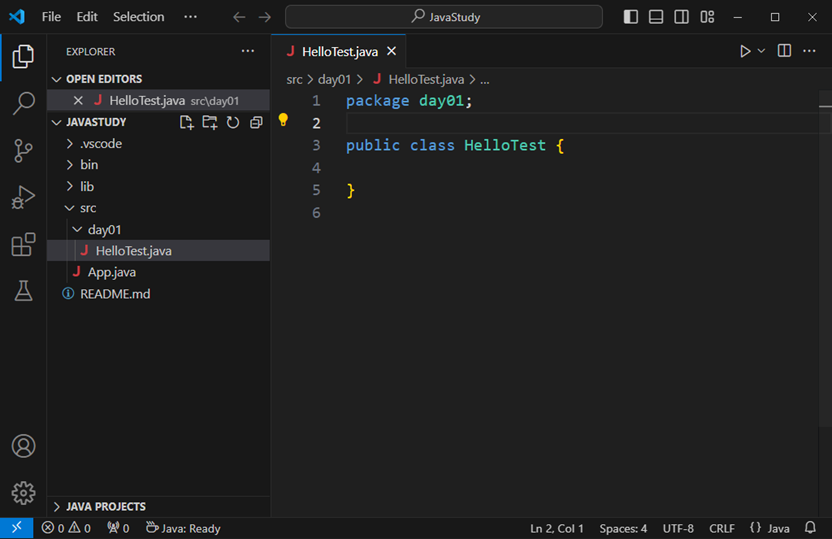 File Edit Selection ··· JavaStudy
EXPLORER ···
OPEN EDITORS
HelloTest.java src\day01
JAVASTUDY
.vscode
bin
lib
src
day01
J HelloTest.java
J App.java
README.md
JAVA PROJECTS
J HelloTest.java
src > day01 > J HelloTest.java > ...
1 package day01;
2
3 public class HelloTest {
4
5 }
6
0 0 0 Java: Ready Ln 2, Col 1 Spaces: 4 UTF-8 CRLF {} Java